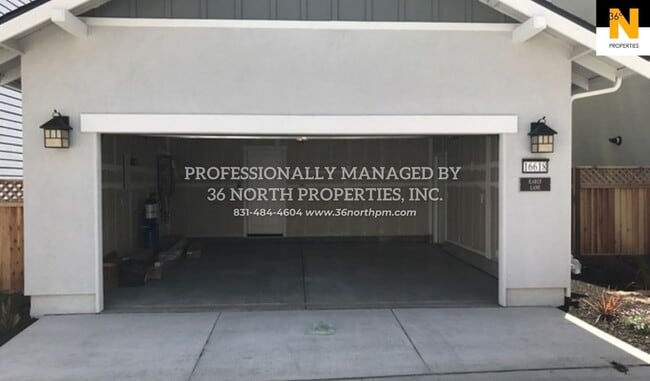 36°
N
PROPERTIES
PROFESSIONALLY MANAGED BY
36 NORTH PROPERTIES, INC.
831-484-4604 www.36northpm.com
LANE